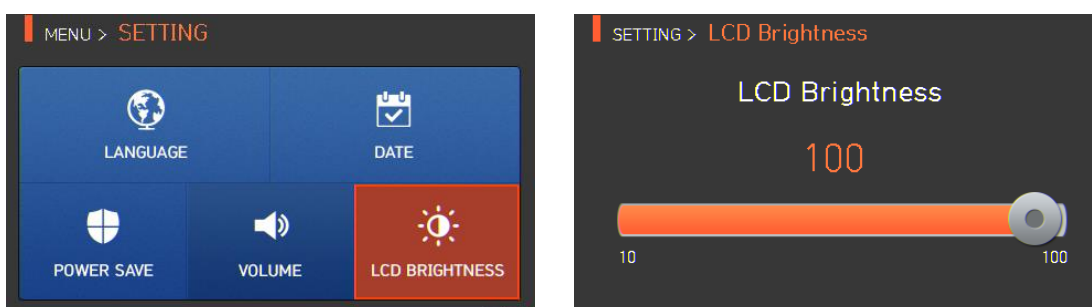 MENU > SETTING
LANGUAGE
DATE
POWER SAVE
VOLUME
LCD BRIGHTNESS
SETTING > LCD Brightness
LCD Brightness
100
10
100